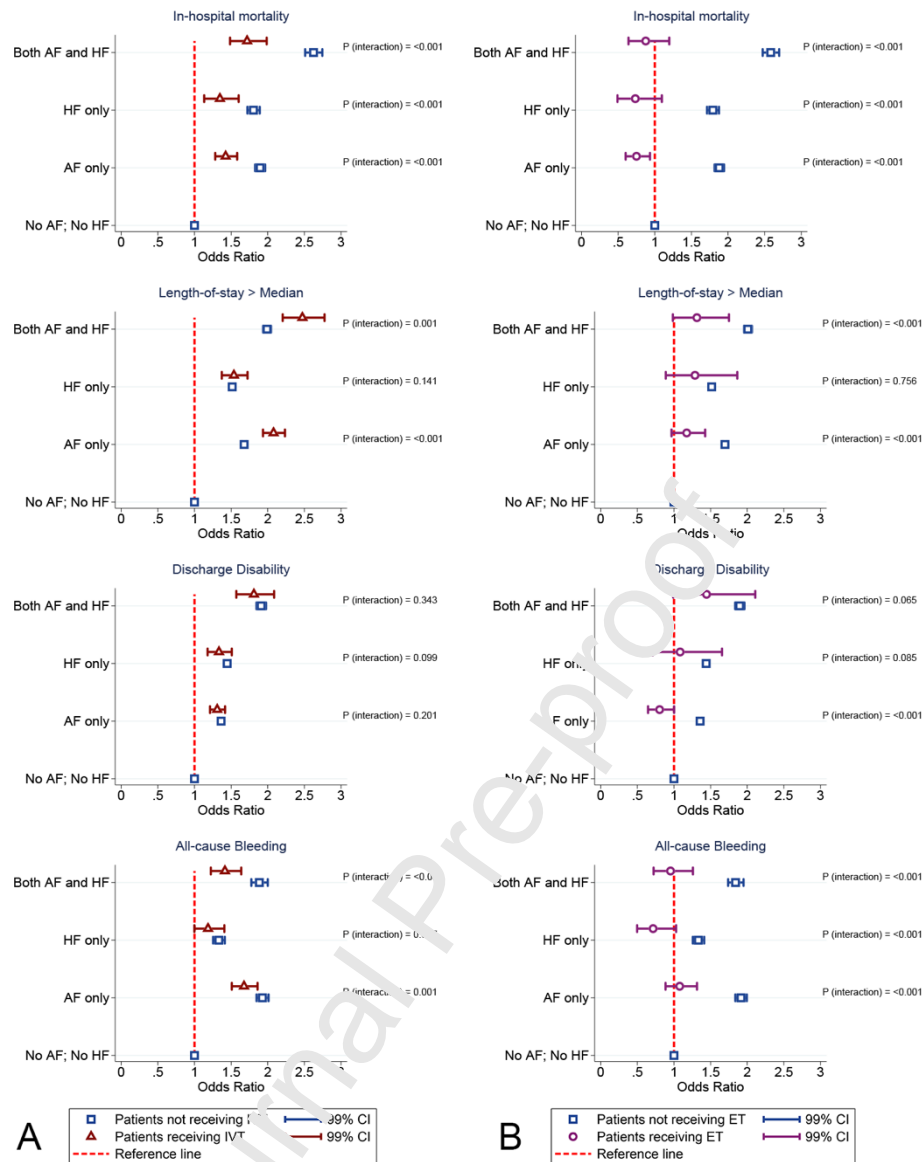 In-hospital mortality
Both AF and HF
P (interaction) = <0.001
HF only
P (interaction) = <0.001
AF only
P (interaction) = <0.001
No AF; No HF
0 .5 1 1.5 2 2.5 3
Odds Ratio
Length-of-stay > Median
Both AF and HF
P (interaction) = 0.001
HF only
P (interaction) = 0.141
AF only
P (interaction) = <0.001
No AF; No HF
0 .5 1 1.5 2 2.5 3
Odds Ratio
Discharge Disability
Both AF and HF
P (interaction) = 0.343
HF only
P (interaction) = 0.099
AF only
P (interaction) = 0.201
No AF; No HF
0 .5 1 1.5 2 2.5 3
Odds Ratio
All-cause Bleeding
Both AF and HF
P (interaction) =
HF only
P (interaction) =
AF only
P (interaction) = 0.001
No AF; No HF
0 .5 1 1.5 2 2.5 3
Odds Ratio
A
Patients not receiving 99% CI
Patients receiving IVT 99% CI
Reference line
In-hospital mortality
Both AF and HF
P (interaction) = <0.001
HF only
P (interaction) = <0.001
AF only
P (interaction) = <0.001
No AF; No HF
0 .5 1 1.5 2 2.5 3
Odds Ratio
Length-of-stay > Median
Both AF and HF
P (interaction) = <0.001
HF only
P (interaction) = 0.756
AF only
P (interaction) = <0.001
No AF; No HF
0 .5 1 1.5 2 2.5 3
Odds Ratio
Discharge Disability
Both AF and HF
P (interaction) = 0.065
HF only
P (interaction) = 0.085
only
P (interaction) = <0.001
No AF; No HF
0 .5 1 1.5 2 2.5 3
Odds Ratio
All-cause Bleeding
Both AF and HF
P (interaction) = <0.001
HF only
P (interaction) = <0.001
AF only
P (interaction) = <0.001
No AF; No HF
0 .5 1 1.5 2 2.5 3
Odds Ratio
B
Patients not receiving ET 99% CI
Patients receiving ET 99% CI
Reference line
Pre-proof